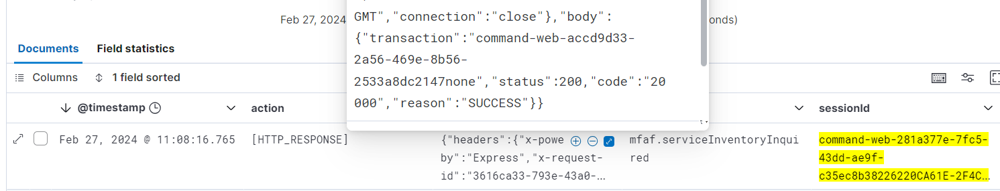 Feb 27, 2024
onds)
GMT","connection":"close"},"body":
{"transaction":"command-web-accd9d33-
2a56-469e-8b56-
2533a8dc2147none","status":200,"code":"20
000","reason":"SUCCESS"}}
Documents Field statistics
Columns 1 field sorted
@timestamp action sessionId
Feb 27, 2024 @ 11:08:16.765 [HTTP_RESPONSE] {"headers":{"x-powe mfaf.serviceInventoryInqui command-web-281a377e-7fc5-
by":"Express","x-request- red 43dd-ae9f-
id":"3616ca33-793e-43a0-… c35ec8b38226220CA61E-2F4C…